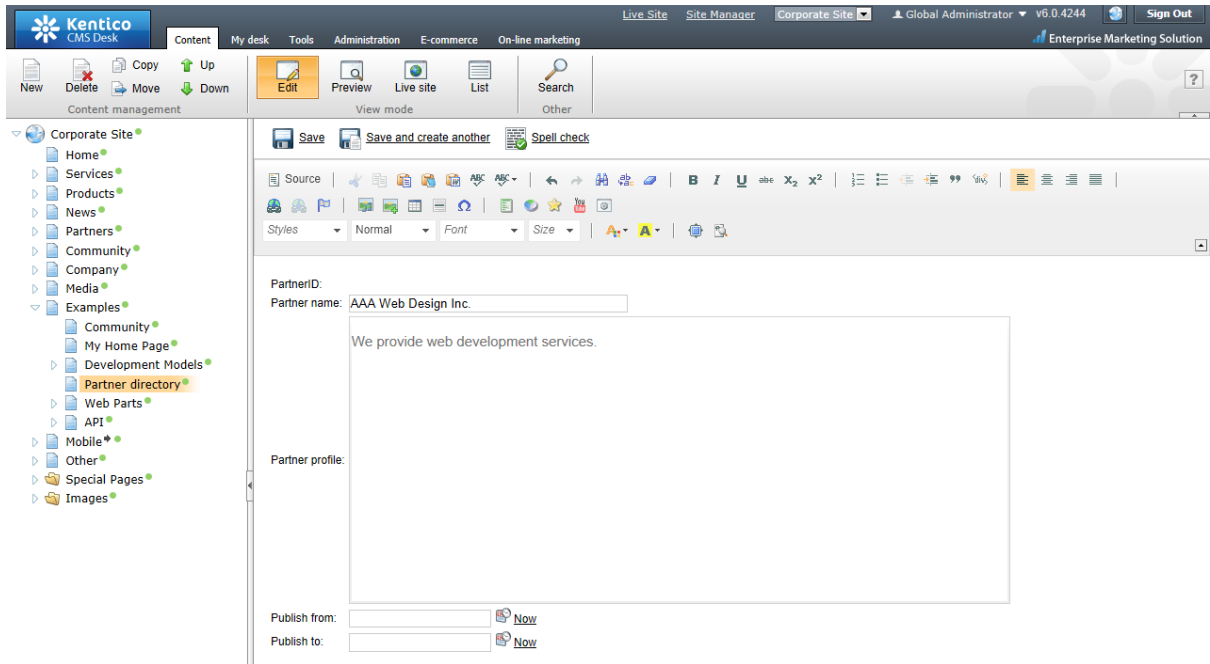 Kentico
CMS Desk
Live Site Site Manager Corporate Site Global Administrator v6.0.4244 Sign Out
Content My desk Tools Administration E-commerce On-line marketing Enterprise Marketing Solution
New Delete Copy Move Up Down
Content management
Edit Preview Live site List
View mode
Search
Other
?
Corporate Site
Home
Services
Products
News
Partners
Community
Company
Media
Examples
Community
My Home Page
Development Models
Partner directory
Web Parts
API
Mobile
Other
Special Pages
Images
Save Save and create another Spell check
Source ABC ABC B I U abc X₂ X²
Styles Normal Font Size A A
PartnerID:
Partner name: AAA Web Design Inc.
We provide web development services.
Partner profile:
Publish from: Now
Publish to: Now